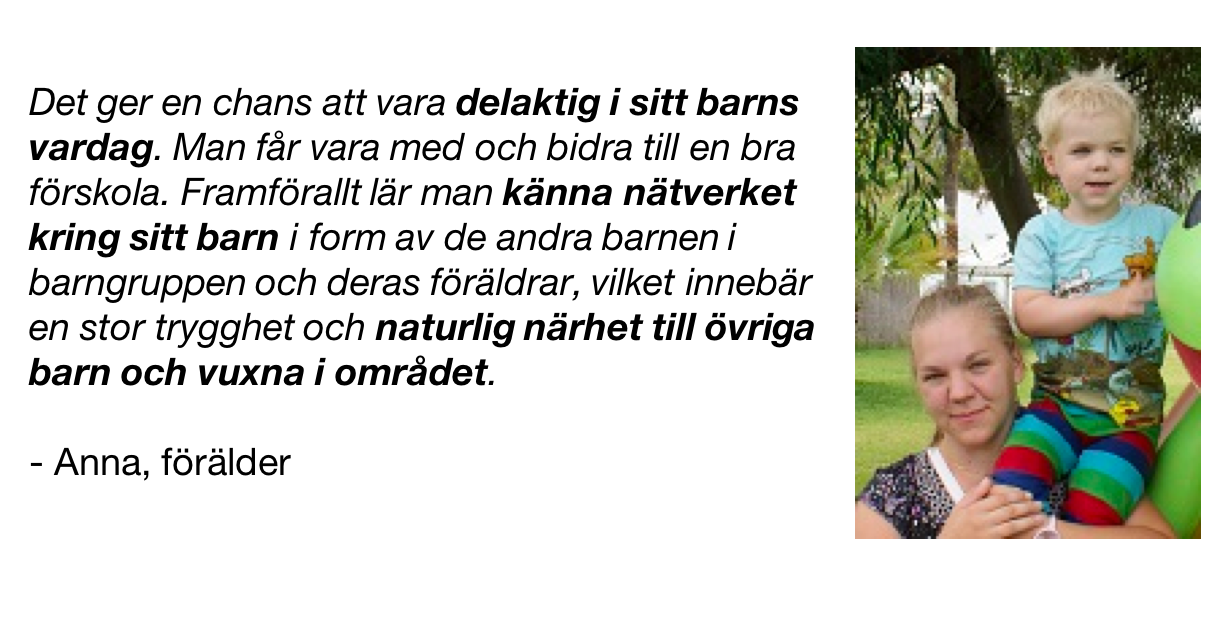 Det ger en chans att vara delaktig i sitt barns
vardag. Man får vara med och bidra till en bra
förskola. Framförallt lär man känna nätverket
kring sitt barn i form av de andra barnen i
barngruppen och deras föräldrar, vilket innebär
en stor trygghet och naturlig närhet till övriga
barn och vuxna i området.
- Anna, förälder